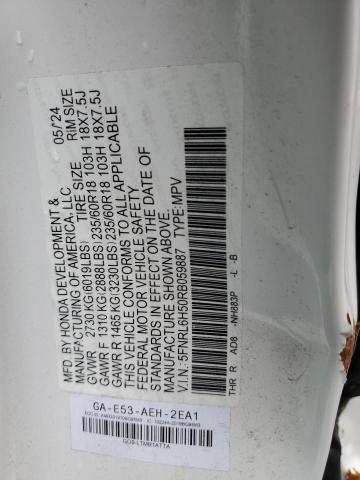 MFD BY HONDA DEVELOPMENT & 05/24
MANUFACTURING OF AMERICA, LLC.
TIRE SIZE RIM SIZE
GVWR 2730 KG(6019LBS)
GAWR F 1310 KG(2888LBS) 235/60R18 103H 18X7.5J
GAWR R 1465 KG(3230LBS) 235/60R18 103H 18X7.5J
THIS VEHICLE CONFORMS TO ALL APPLICABLE
FEDERAL MOTOR VEHICLE SAFETY
STANDARDS IN EFFECT ON THE DATE OF
MANUFACTURE SHOWN ABOVE.
V.I.N.: 5FNRL6H50RB059887 TYPE: MPV
THR R AD8 -NH883P -L -B
GA-E53-AEH-2EA1